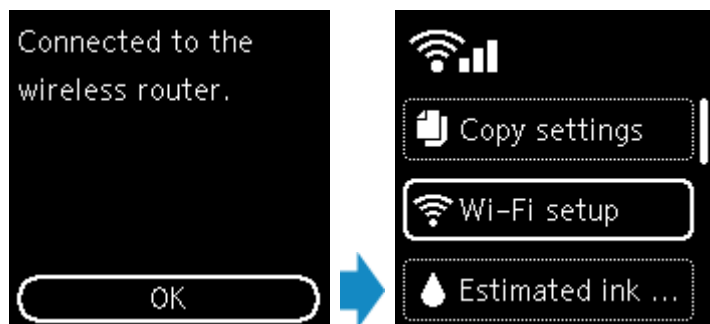 Connected to the
wireless router.
OK
Copy settings
Wi-Fi setup
Estimated ink ...